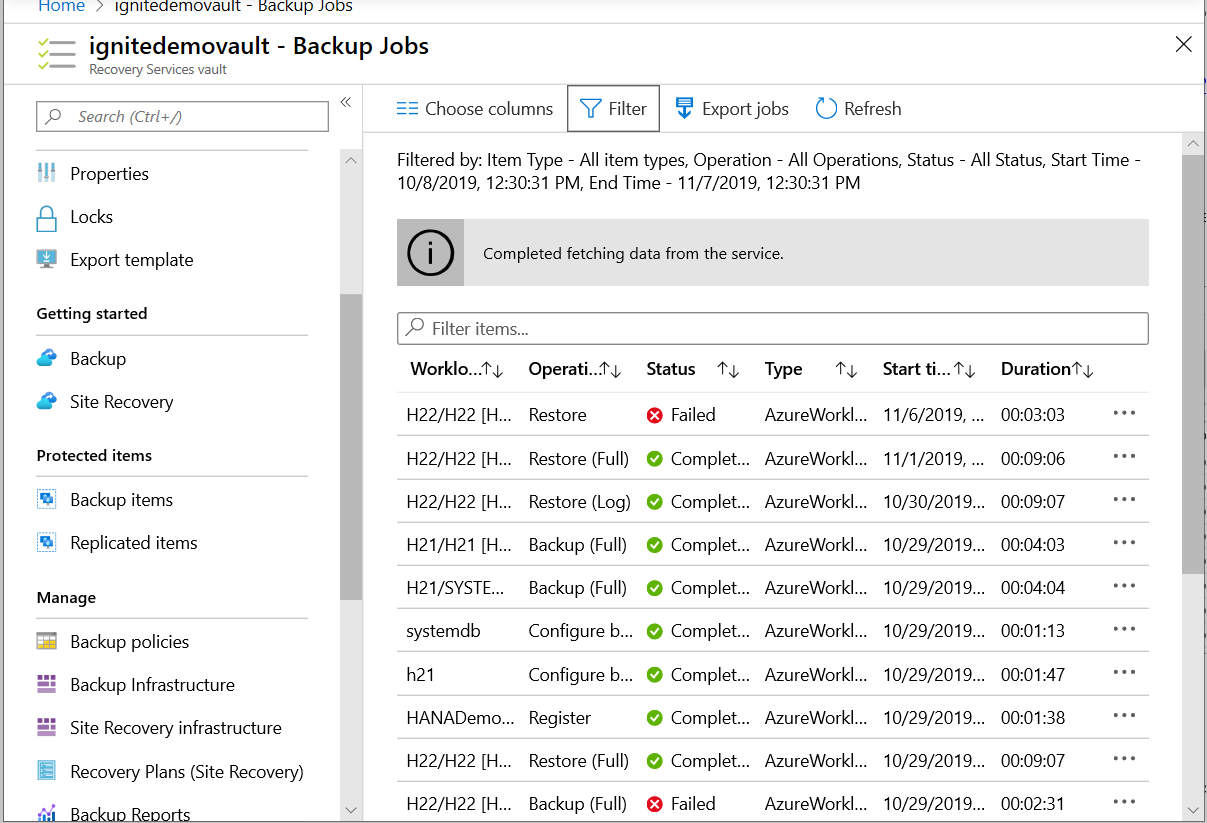 Home > ignitedemovault - Backup Jobs
ignitedemovault - Backup Jobs
Recovery Services vault
Search (Ctrl+/)
Properties
Locks
Export template
Getting started
Backup
Site Recovery
Protected items
Backup items
Replicated items
Manage
Backup policies
Backup Infrastructure
Site Recovery infrastructure
Recovery Plans (Site Recovery)
Backup Reports
Choose columns Filter Export jobs Refresh
Filtered by: Item Type - All item types, Operation - All Operations, Status - All Status, Start Time -
10/8/2019, 12:30:31 PM, End Time - 11/7/2019, 12:30:31 PM
Completed fetching data from the service.
Filter items...
Worklo... Operati... Status Type Start ti... Duration
H22/H22 [H... Restore Failed AzureWorkl... 11/6/2019, ... 00:03:03
H22/H22 [H... Restore (Full) Complet... AzureWorkl... 11/1/2019, ... 00:09:06
H22/H22 [H... Restore (Log) Complet... AzureWorkl... 10/30/2019... 00:09:07
H21/H21 [H... Backup (Full) Complet... AzureWorkl... 10/29/2019... 00:04:03
H21/SYSTE... Backup (Full) Complet... AzureWorkl... 10/29/2019... 00:04:04
systemdb Configure b... Complet... AzureWorkl... 10/29/2019... 00:01:13
h21 Configure b... Complet... AzureWorkl... 10/29/2019... 00:01:47
HANADemo... Register Complet... AzureWorkl... 10/29/2019... 00:01:38
H22/H22 [H... Restore (Full) Complet... AzureWorkl... 10/29/2019... 00:09:07
H22/H22 [H... Backup (Full) Failed AzureWorkl... 10/29/2019... 00:02:31